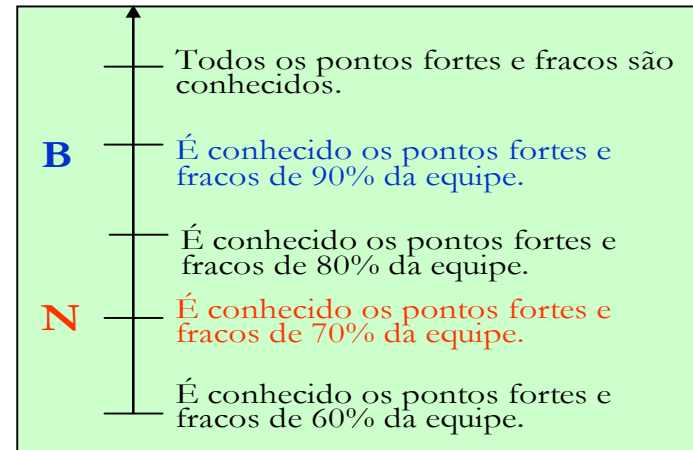 Todos os pontos fortes e fracos são
conhecidos.
B
É conhecido os pontos fortes e
fracos de 90% da equipe.
É conhecido os pontos fortes e
fracos de 80% da equipe.
N
É conhecido os pontos fortes e
fracos de 70% da equipe.
É conhecido os pontos fortes e
fracos de 60% da equipe.